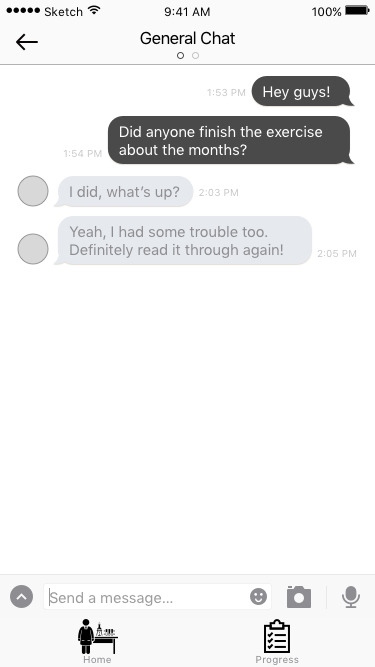 Sketch 9:41 AM 100%
General Chat
1:53 PM Hey guys!
Did anyone finish the exercise
1:54 PM about the months?
I did, what's up? 2:03 PM
Yeah, I had some trouble too.
Definitely read it through again! 2:05 PM
Send a message...
Home Progress